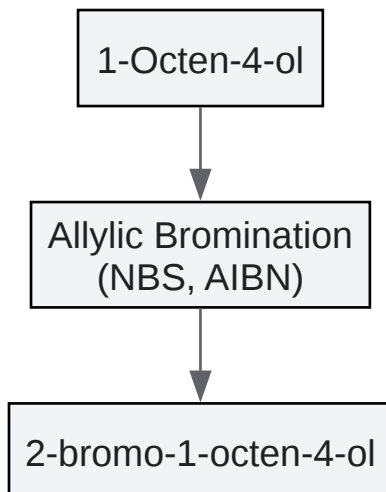 1-Octen-4-ol
Allylic Bromination
(NBS, AIBN)
2-bromo-1-octen-4-ol